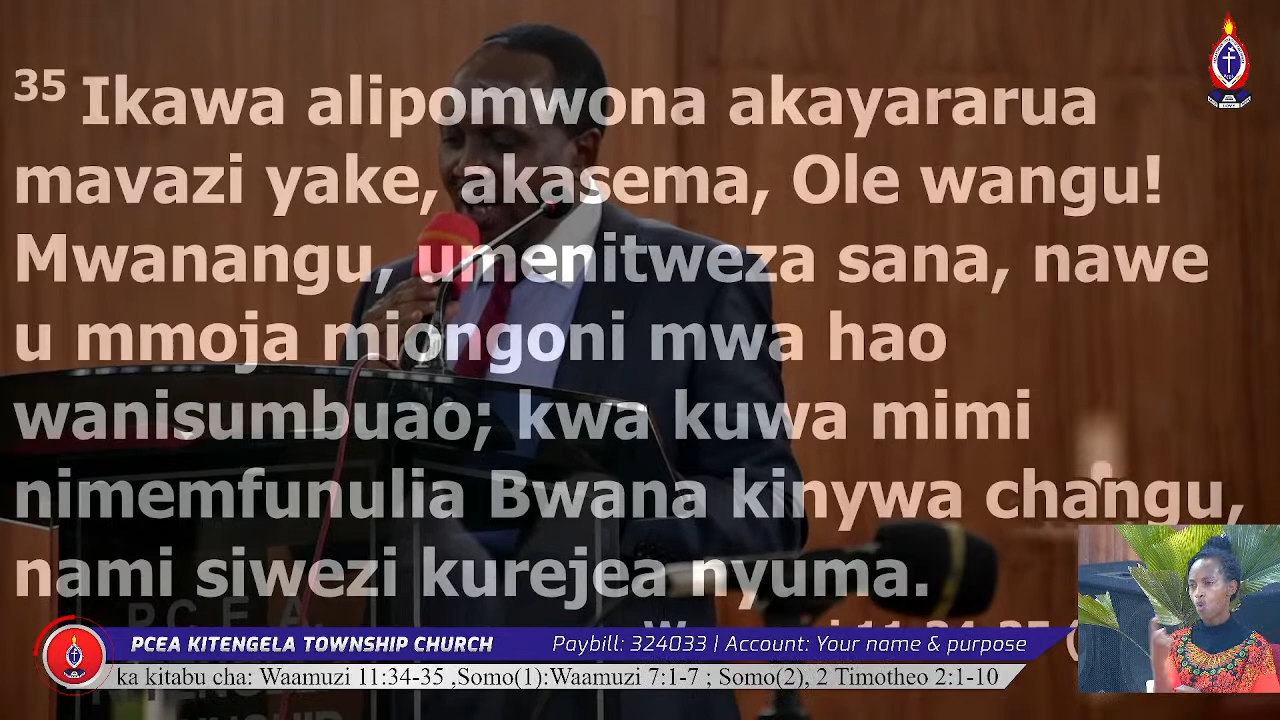 35 Ikawa alipomwona akayararua
mavazi yake, akasema, Ole wangu!
Mwanangu, umenitweza sana, nawe
u mmoja miongoni mwa hao
wanisumbuao; kwa kuwa mimi
nimemfunulia Bwana kinywa changu,
nami siwezi kurejea nyuma.
P C E A
PCEA KITENGELA TOWNSHIP CHURCH
Paybill: 324033 | Account: Your name & purpose
ka kitabu cha: Waamuzi 11:34-35 ,Somo(1):Waamuzi 7:1-7 ; Somo(2), 2 Timotheo 2:1-10